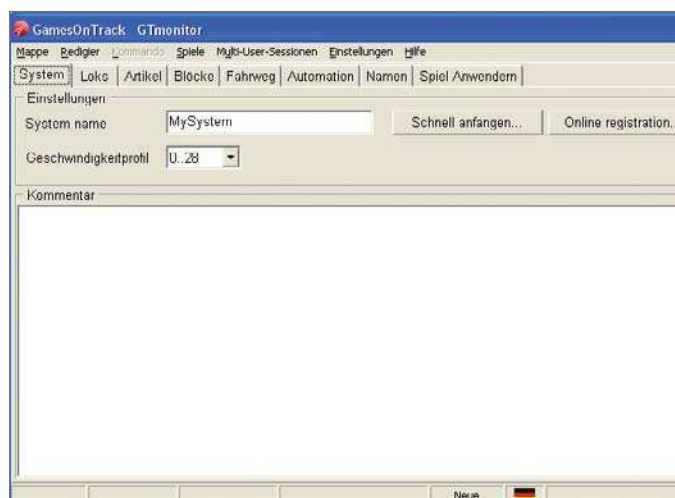 GamesOnTrack GTmonitor
Mappe Redigier Kommando Spiele Multi-User-Sessionen Einstellungen Hilfe
System Loks Artikel Blöcke Fahrweg Automation Namen Spiel Anwendern
Einstellungen
System name MySystem Schnell anfangen... Online registration...
Geschwindigkeitprofil 0..28
Kommentar
Neue